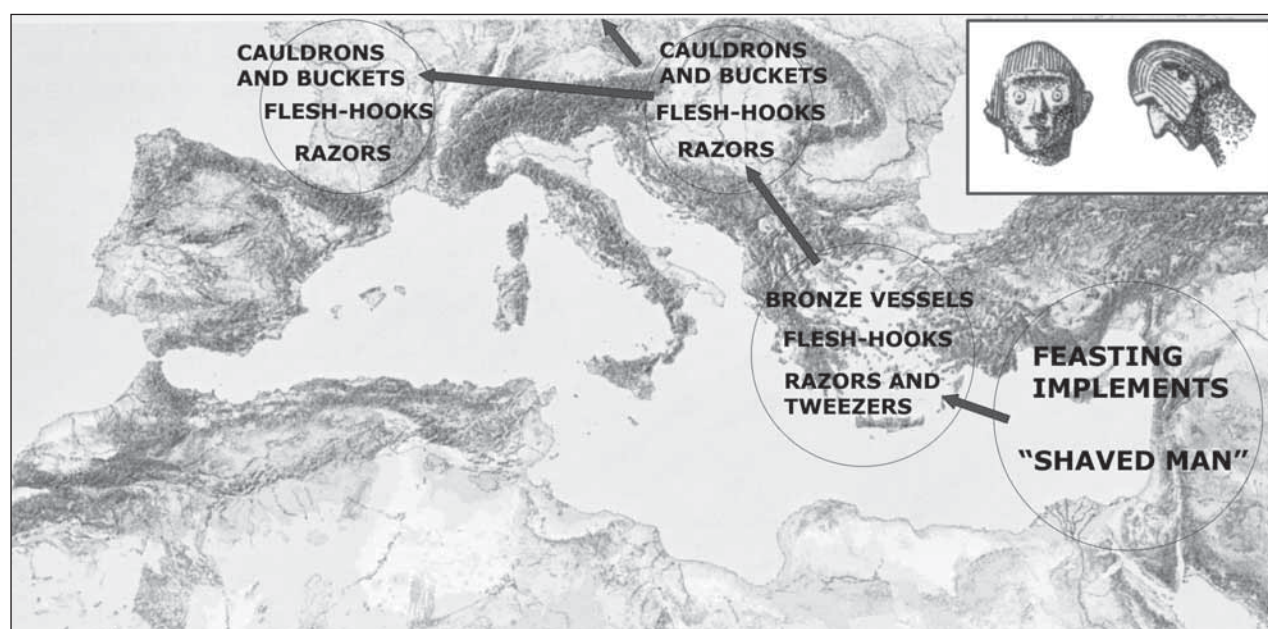 CAULDRONS
AND BUCKETS
FLESH-HOOKS
RAZORS
CAULDRONS
AND BUCKETS
FLESH-HOOKS
RAZORS
BRONZE VESSELS
FLESH-HOOKS
RAZORS AND
TWEEZERS
FEASTING
IMPLEMENTS
“SHAVED MAN”